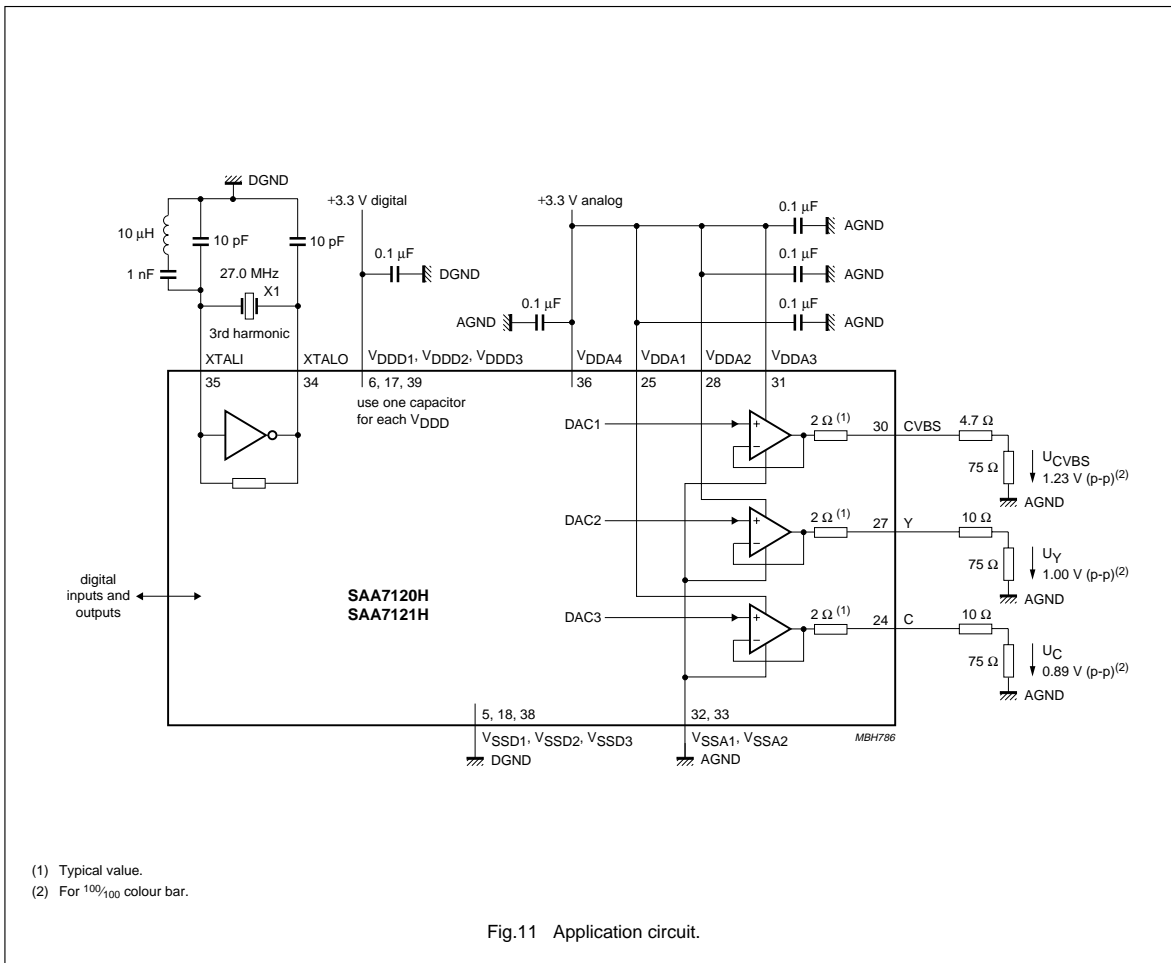 DGND
+3.3 V digital
+3.3 V analog
0.1 µF
AGND
10 µH
10 pF
10 pF
0.1 µF
DGND
0.1 µF
AGND
1 nF
27.0 MHz
X1
3rd harmonic
0.1 µF
AGND
0.1 µF
AGND
XTALI
XTALO
VDDD1, VDDD2, VDDD3
VDDA4
VDDA1
VDDA2
VDDA3
35
34
6, 17, 39
36
25
28
31
use one capacitor
for each VDDD
DAC1
+
−
2 Ω (1)
30
CVBS
4.7 Ω
75 Ω
UCVBS
1.23 V (p-p)(2)
AGND
DAC2
+
−
2 Ω (1)
27
Y
10 Ω
75 Ω
UY
1.00 V (p-p)(2)
AGND
digital
inputs and
outputs
SAA7120H
SAA7121H
DAC3
+
−
2 Ω (1)
24
C
10 Ω
75 Ω
UC
0.89 V (p-p)(2)
AGND
5, 18, 38
32, 33
VSSD1, VSSD2, VSSD3
VSSA1, VSSA2
MBH786
DGND
AGND
(1) Typical value.
(2) For 100/100 colour bar.
Fig.11 Application circuit.